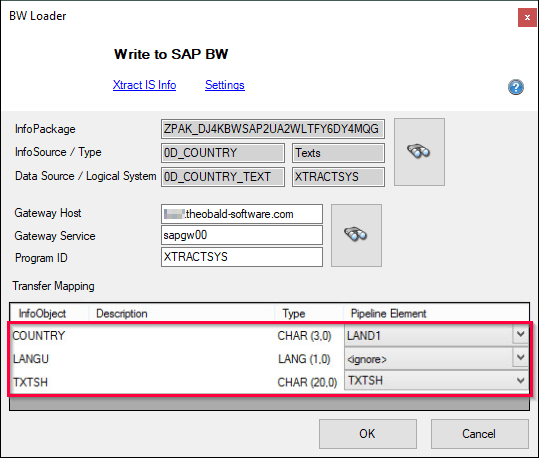 BW Loader
x
Write to SAP BW
Xtract IS Info Settings
?
InfoPackage ZPAK_DJ4KBWSAP2UA2WLTFY6DY4MQG
InfoSource / Type 0D_COUNTRY Texts
Data Source / Logical System 0D_COUNTRY_TEXT XTRACTSYS
Gateway Host .theobald-software.com
Gateway Service sapgw00
Program ID XTRACTSYS
Transfer Mapping
InfoObject Description Type Pipeline Element
COUNTRY CHAR (3,0) LAND1
LANGU LANG (1,0) <ignore>
TXTSH CHAR (20,0) TXTSH
OK Cancel